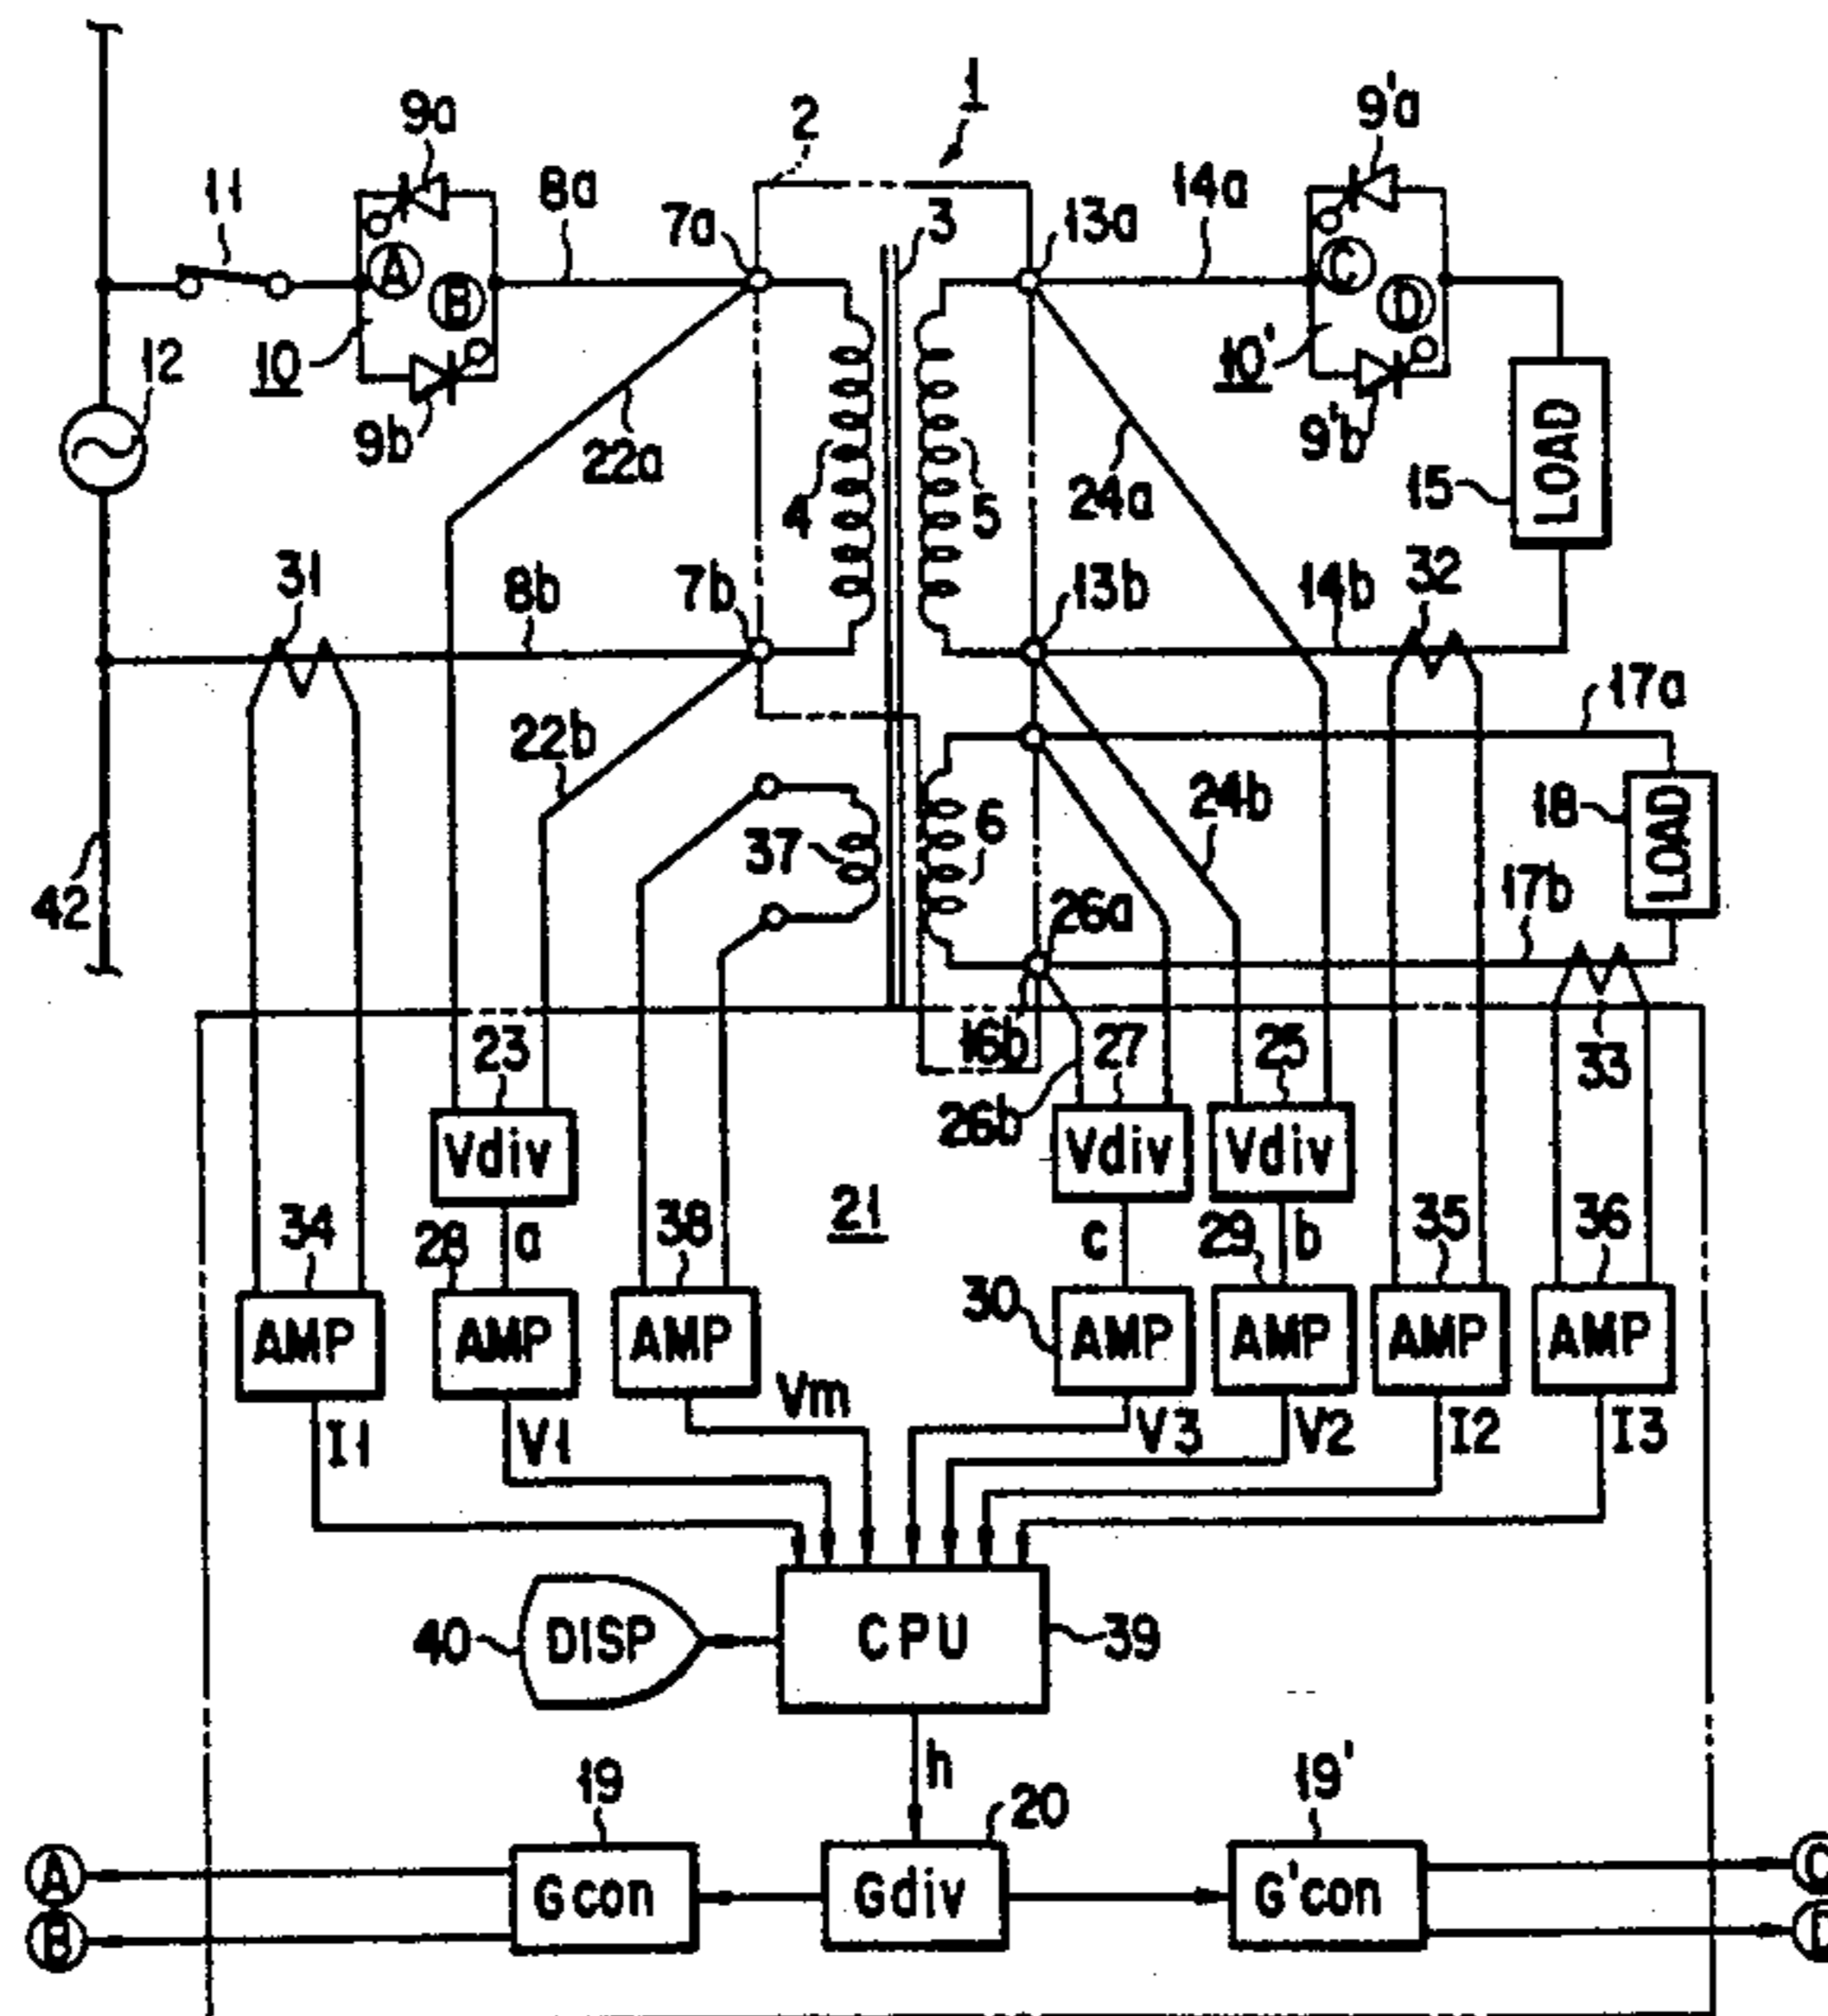 1
2
9a
9'a
11
8a
7a
3
13a
14a
A
B
C
D
12
10
10'
9b
9'b
22a
4
5
24a
15
LOAD
31
8b
7b
13b
14b
32
17a
22b
24b
18
LOAD
37
6
42
26a
17b
23
16b
27
25
33
26b
Vdiv
Vdiv
Vdiv
21
34
28
a
38
c
29
b
35
36
30
AMP
AMP
AMP
AMP
AMP
AMP
AMP
Vm
I1
V1
V3
V2
I2
I3
40
DISP
CPU
39
h
19
20
19'
A
B
Gcon
Gdiv
G'con
C
D